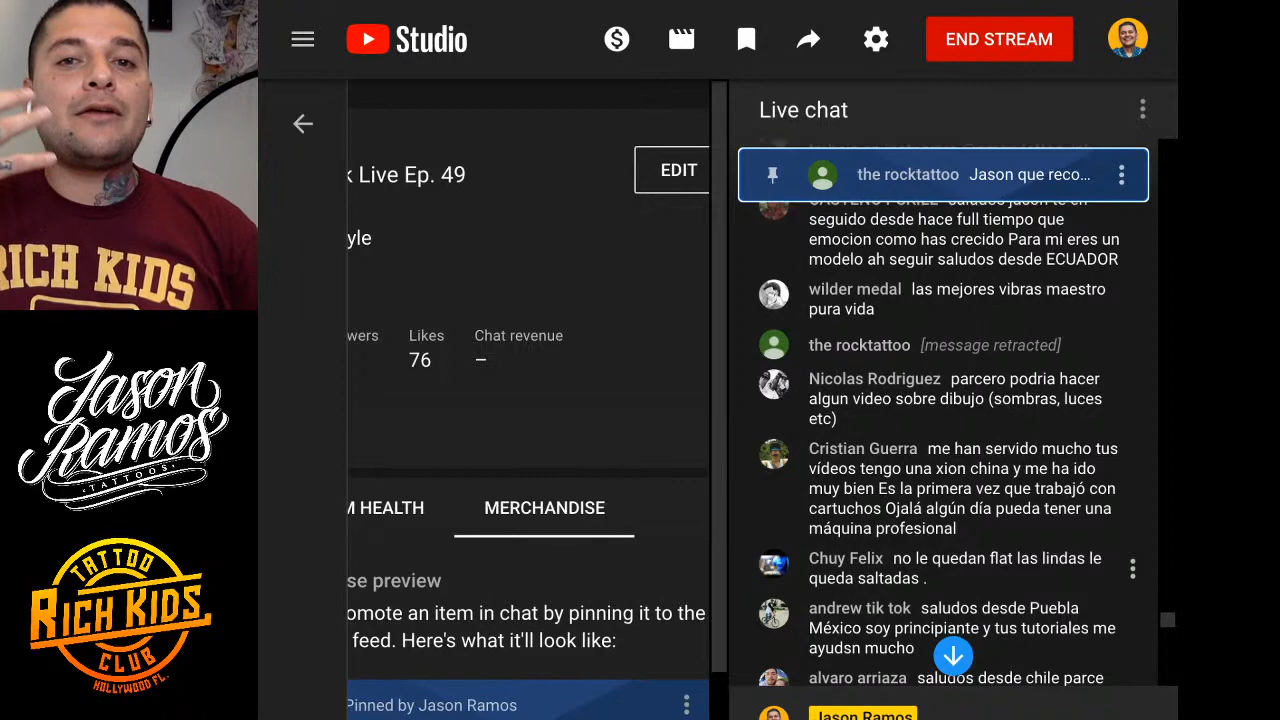 Studio
END STREAM
k Live Ep. 49
EDIT
yle
wers
Likes
Chat revenue
76
–
M HEALTH
MERCHANDISE
se preview
omote an item in chat by pinning it to the
feed. Here's what it'll look like:
Pinned by Jason Ramos
Live chat
the rocktattoo Jason que reco...
seguido desde hace full tiempo que
emocion como has crecido Para mi eres un
modelo ah seguir saludos desde ECUADOR
wilder medal las mejores vibras maestro
pura vida
the rocktattoo [message retracted]
Nicolas Rodriguez parcero podria hacer
algun video sobre dibujo (sombras, luces
etc)
Cristian Guerra me han servido mucho tus
vídeos tengo una xion china y me ha ido
muy bien Es la primera vez que trabajó con
cartuchos Ojalá algún día pueda tener una
máquina profesional
Chuy Felix no le quedan flat las lindas le
queda saltadas .
andrew tik tok saludos desde Puebla
México soy principiante y tus tutoriales me
ayudsn mucho
alvaro arriaza saludos desde chile parce
Jason Ramos
RICH KIDS
Jason
Ramos
TATTOOS
TATTOO
RICH KIDS
CLUB
HOLLYWOOD FL.